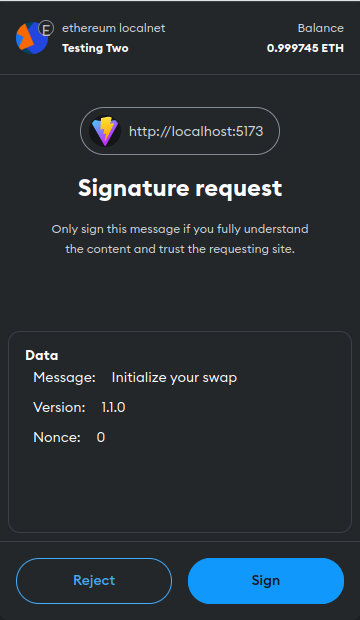 E
ethereum localnet
Balance
Testing Two
0.999745 ETH
http://localhost:5173
Signature request
Only sign this message if you fully understand
the content and trust the requesting site.
Data
Message: Initialize your swap
Version: 1.1.0
Nonce: 0
Reject
Sign